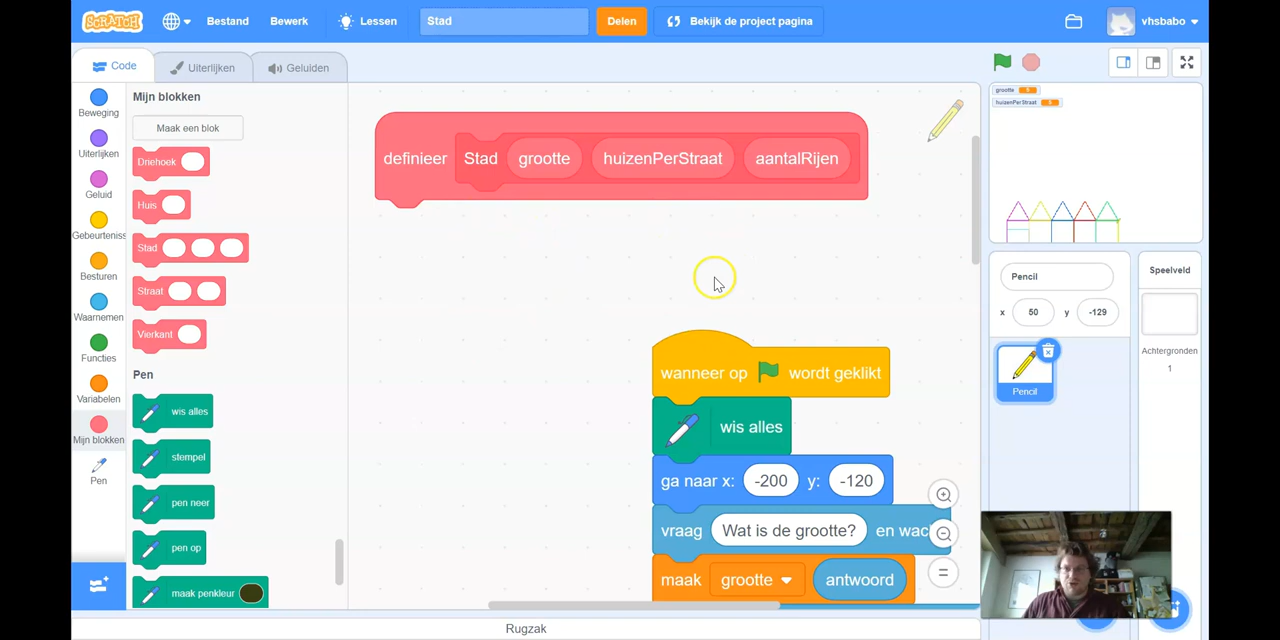 SCRATCH
Bestand
Bewerk
Lessen
Stad
Delen
Bekijk de project pagina
vhsbabo
Code
Uiterlijken
Geluiden
Beweging
Uiterlijken
Geluid
Gebeurteniss
Besturen
Waarnemen
Functies
Variabelen
Mijn blokken
Pen
Mijn blokken
Maak een blok
Driehoek
Huis
Stad
Straat
Vierkant
Pen
wis alles
stempel
pen neer
pen op
maak penkleur
definieer Stad grootte huizenPerStraat aantalRijen
wanneer op wordt geklikt
wis alles
ga naar x: -200 y: -120
vraag Wat is de grootte? en wac
maak grootte antwoord
grootte
huizenPerStraat
Pencil
x 50 y -129
Pencil
Speelveld
Achtergronden
1
Rugzak